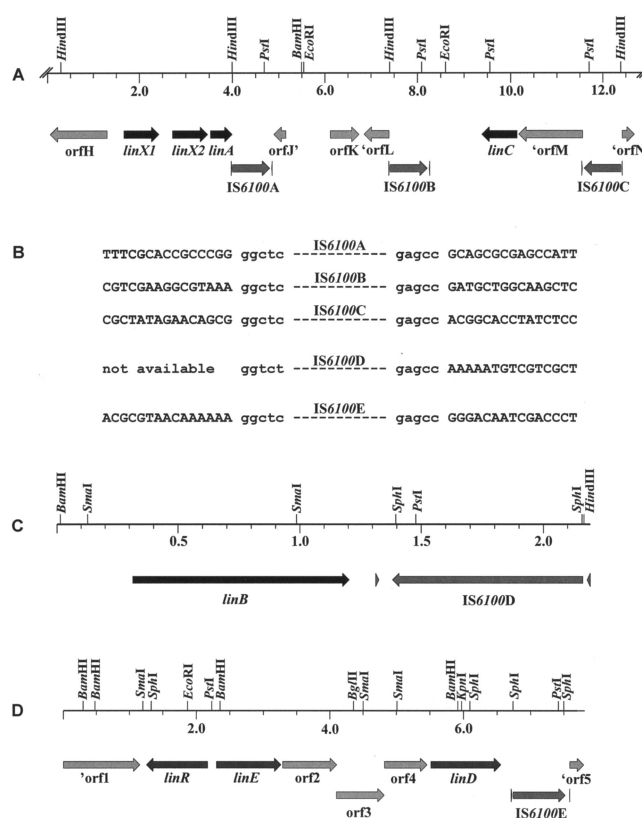 HindIII HindIII PstI BamHI EcoRI HindIII PstI EcoRI PstI PstI HindIII
A
2.0 4.0 6.0 8.0 10.0 12.0
orfH linX1 linX2 linA orfJ' orfK 'orfL linC 'orfM 'orfN
IS6100A IS6100B IS6100C
B
TTTCGCACCGCCCGG ggctc IS6100A gagcc GCAGCGCGAGCCATT
CGTCGAAGGCGTAAA ggctc IS6100B gagcc GATGCTGGCAAGCTC
CGCTATAGAACAGCG ggctc IS6100C gagcc ACGGCACCTATCTCC
not available ggtct IS6100D gagcc AAAAATGTCGTCGCT
ACGCGTAACAAAAAA ggctc IS6100E gagcc GGGACAATCGACCCT
BamHI SmaI SmaI SphI PstI SphI HindIII
C
0.5 1.0 1.5 2.0
linB IS6100D
BamHI BamHI SmaI SphI EcoRI PstI BamHI BglII SmaI SmaI BamHI KpnI SphI SphI PstI SphI
D
2.0 4.0 6.0
'orf1 linR linE orf2 orf4 linD 'orf5
orf3 IS6100E